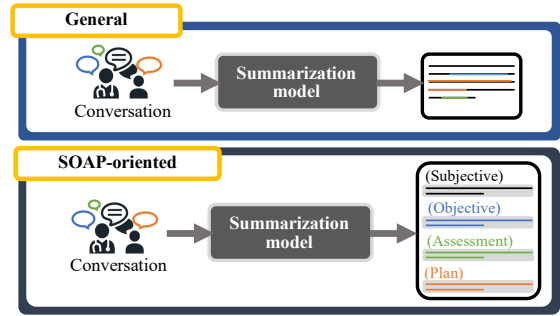 General
Conversation
Summarization
model
SOAP-oriented
Conversation
Summarization
model
(Subjective)
(Objective)
(Assessment)
(Plan)